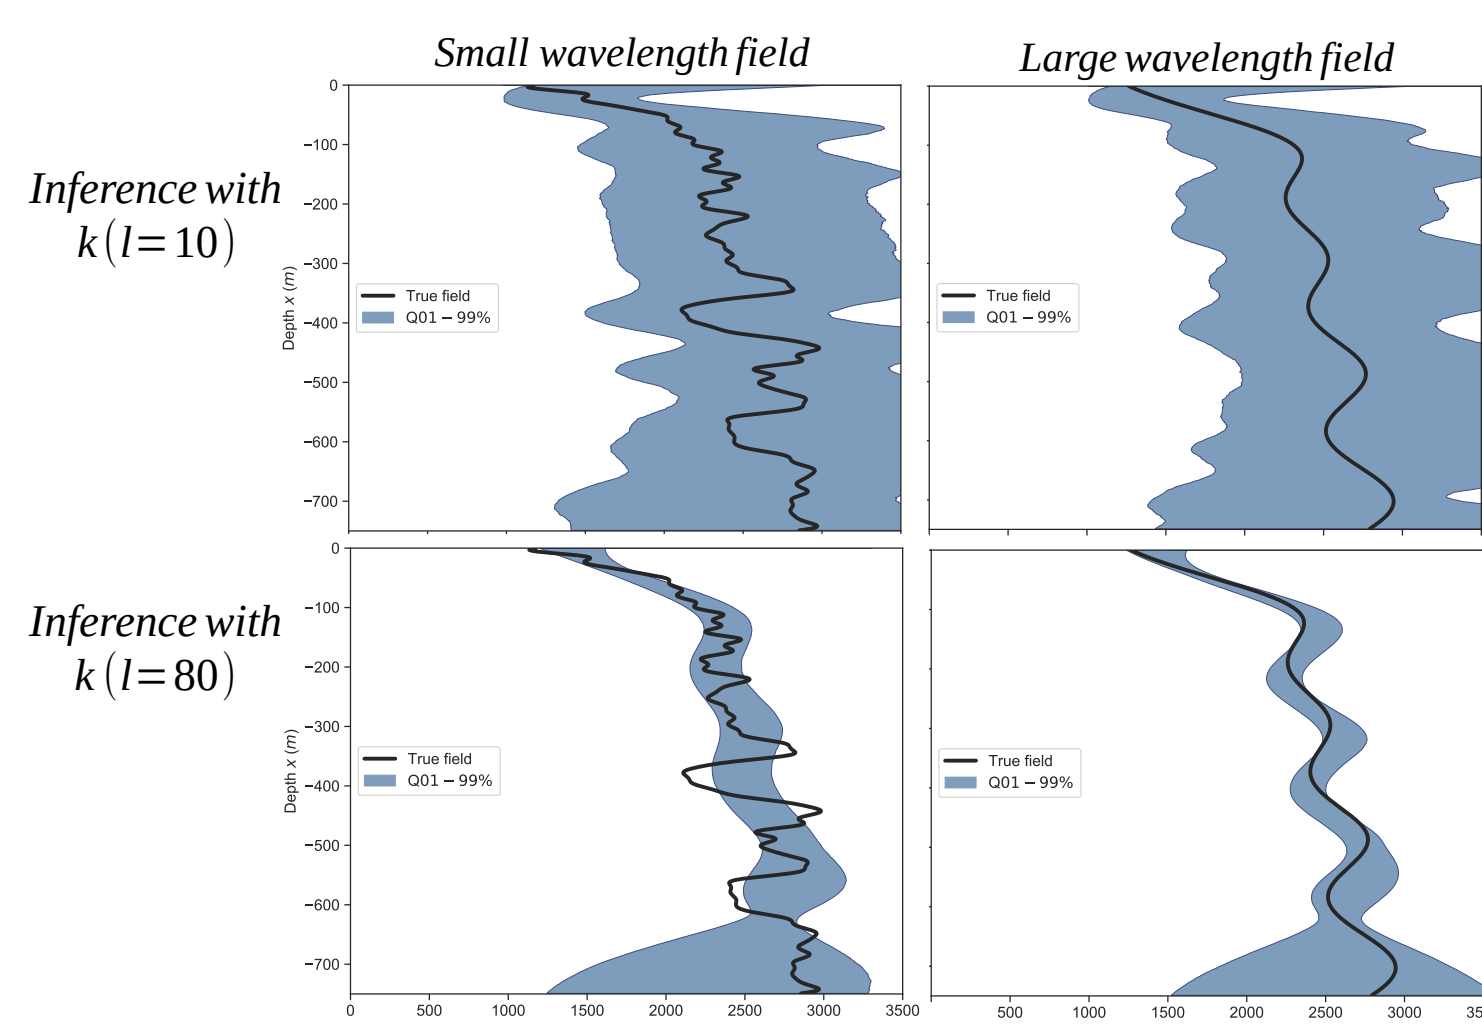 Small wavelength field
Large wavelength field
Inference with
k(l=10)
0
−100
−200
−300
−400
−500
−600
−700
Depth x (m)
True field
Q01 − 99%
True field
Q01 − 99%
Inference with
k(l=80)
0
−100
−200
−300
−400
−500
−600
−700
Depth x (m)
True field
Q01 − 99%
True field
Q01 − 99%
0 500 1000 1500 2000 2500 3000 3500
0 500 1000 1500 2000 2500 3000 35